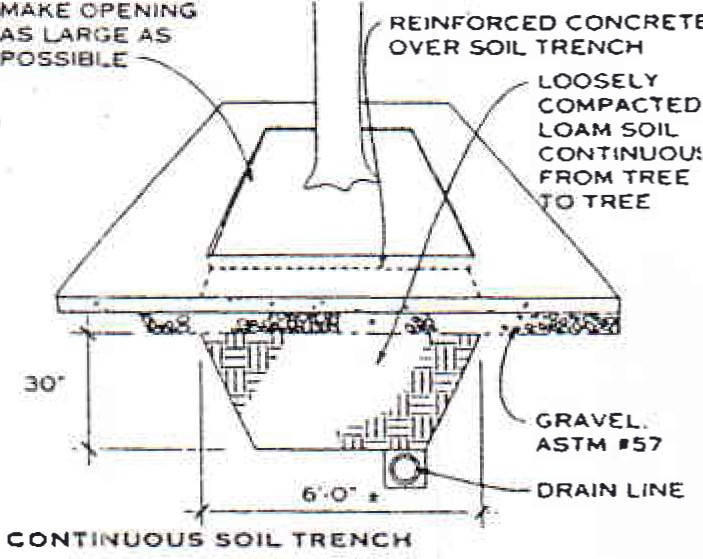 MAKE OPENING
AS LARGE AS
POSSIBLE
REINFORCED CONCRETE
OVER SOIL TRENCH
LOOSELY
COMPACTED
LOAM SOIL
CONTINUOUS
FROM TREE
TO TREE
30"
GRAVEL.
ASTM #57
DRAIN LINE
6'-0" ±
CONTINUOUS SOIL TRENCH